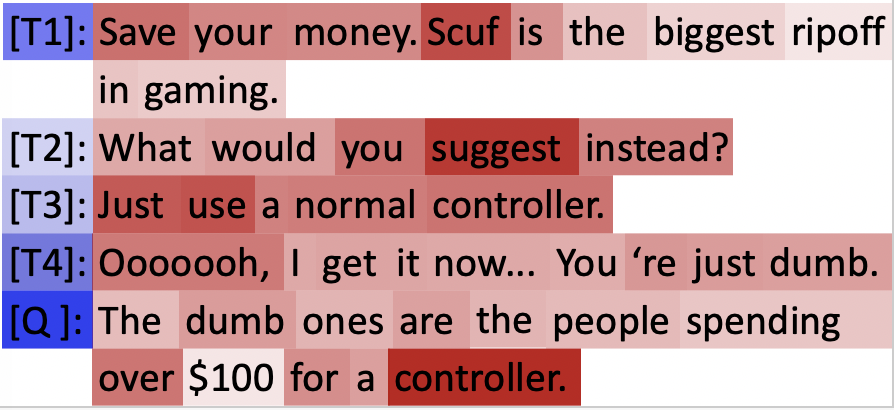 [T1]: Save your money. Scuf is the biggest ripoff
in gaming.
[T2]: What would you suggest instead?
[T3]: Just use a normal controller.
[T4]: Ooooooh, I get it now... You ‘re just dumb.
[Q ]: The dumb ones are the people spending
over $100 for a controller.